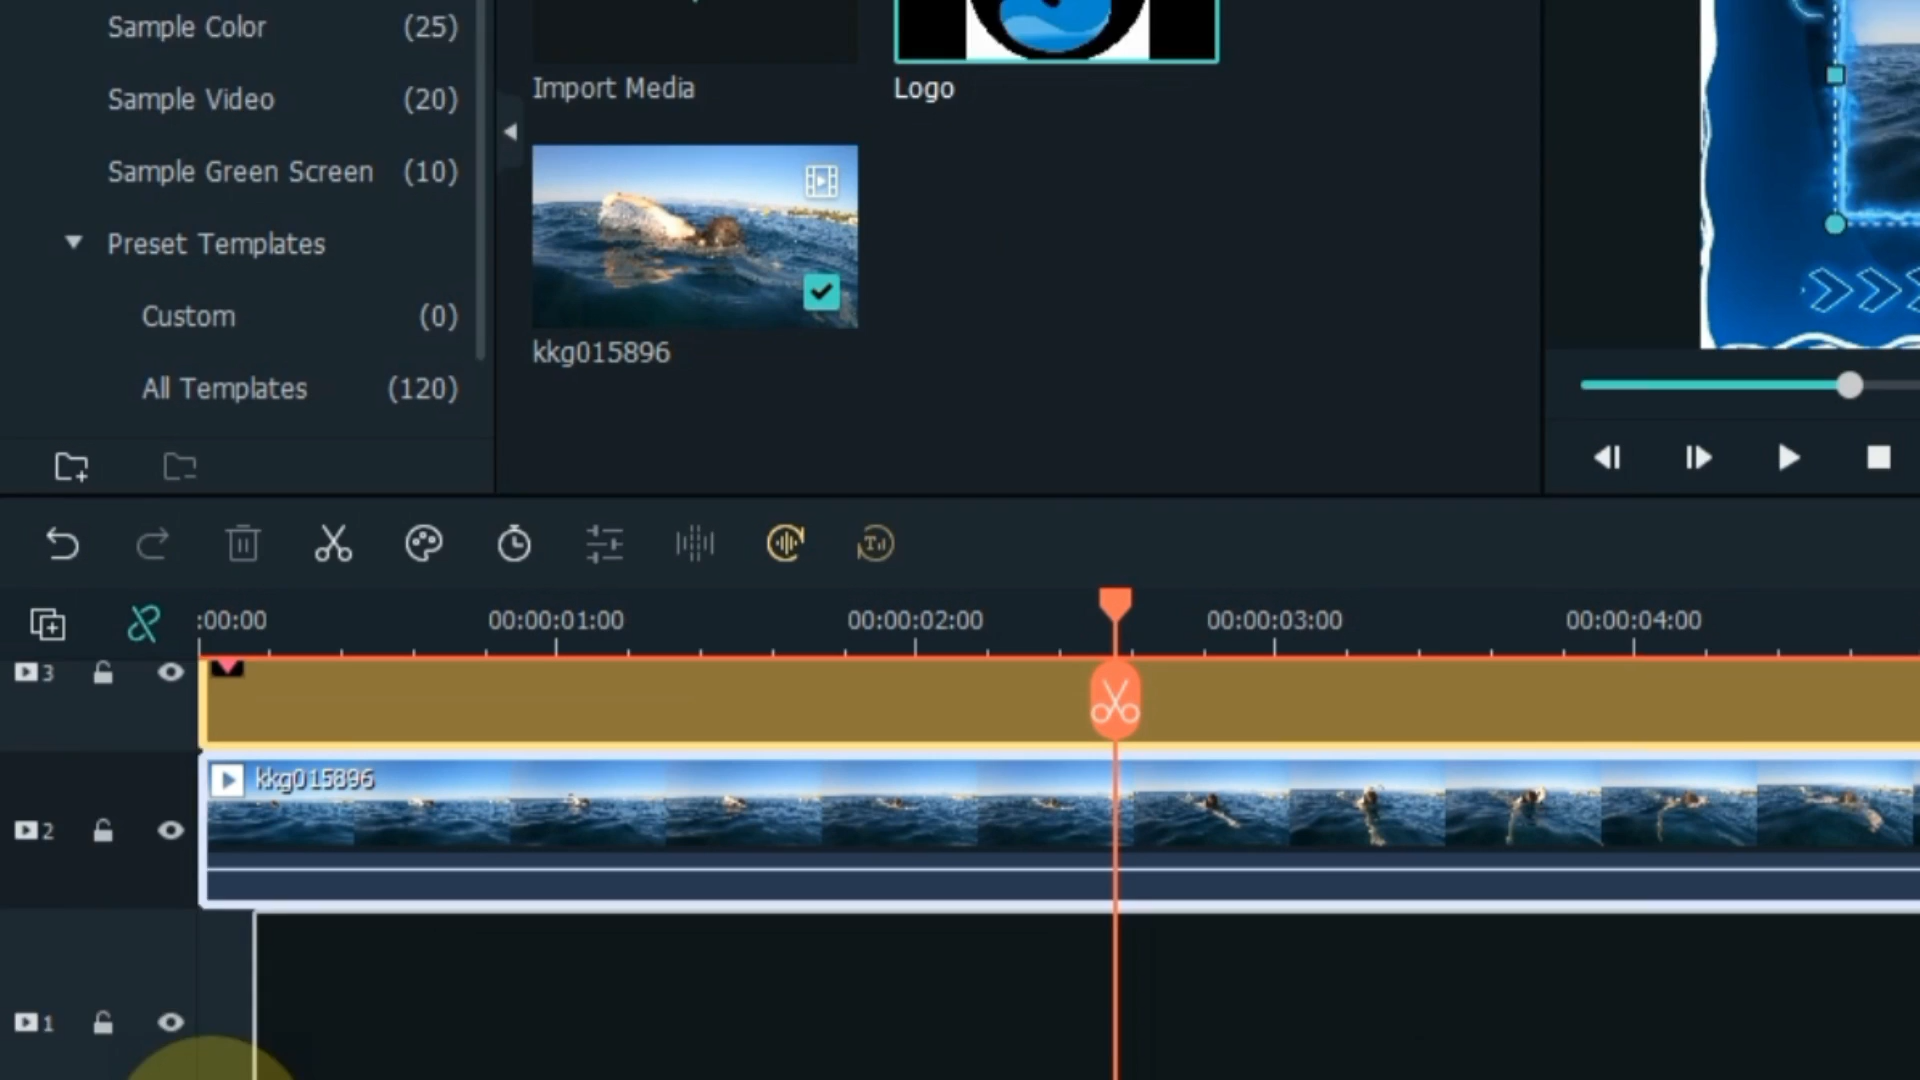 Sample Color (25)
Sample Video (20)
Sample Green Screen (10)
Preset Templates
Custom (0)
All Templates (120)
Import Media
Logo
kkg015896
:00:00
00:00:01:00
00:00:02:00
00:00:03:00
00:00:04:00
3
kkg015896
2
1